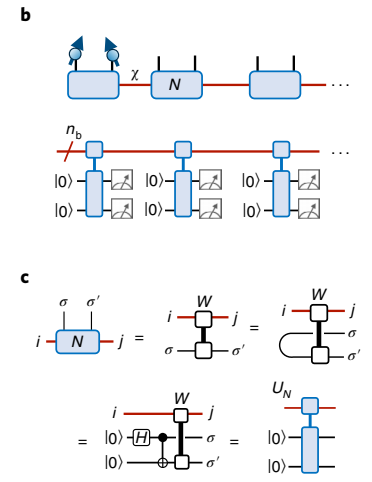 b
χ
N
...
n_b
...
|0⟩ |0⟩ |0⟩
|0⟩ |0⟩ |0⟩
c
σ σ′
i N j = i W j = i W j
σ σ′ σ
σ′
W U_N
i j
= |0⟩ H σ = |0⟩
|0⟩ σ′ |0⟩